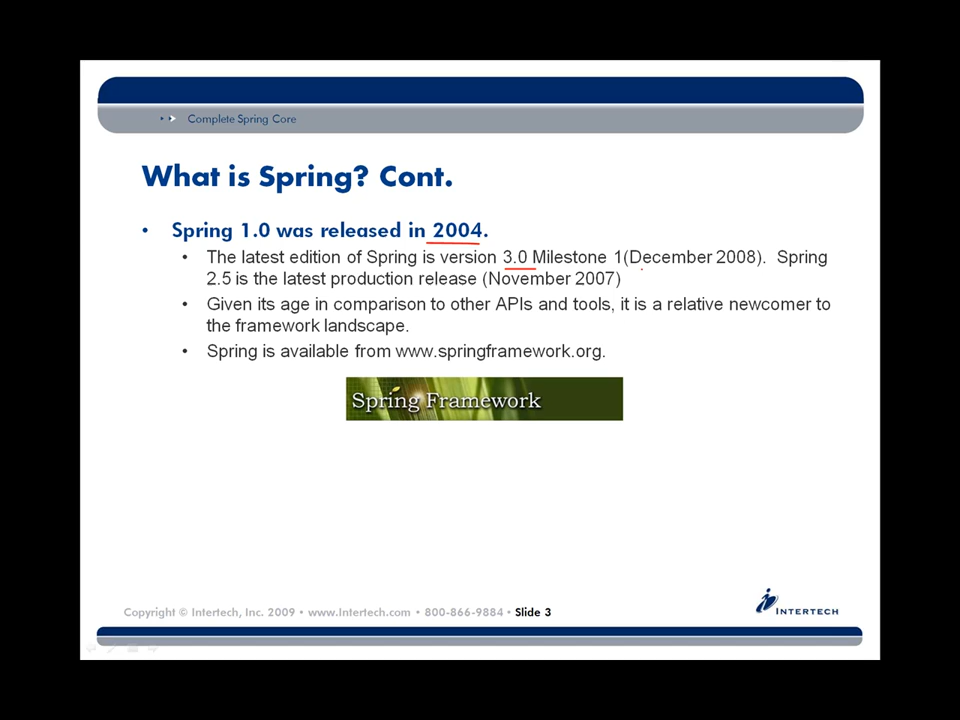 Complete Spring Core
What is Spring? Cont.
• Spring 1.0 was released in 2004.
• The latest edition of Spring is version 3.0 Milestone 1(December 2008). Spring
2.5 is the latest production release (November 2007)
• Given its age in comparison to other APIs and tools, it is a relative newcomer to
the framework landscape.
• Spring is available from www.springframework.org.
Spring Framework
Copyright © Intertech, Inc. 2009 • www.Intertech.com • 800-866-9884 • Slide 3
INTERTECH